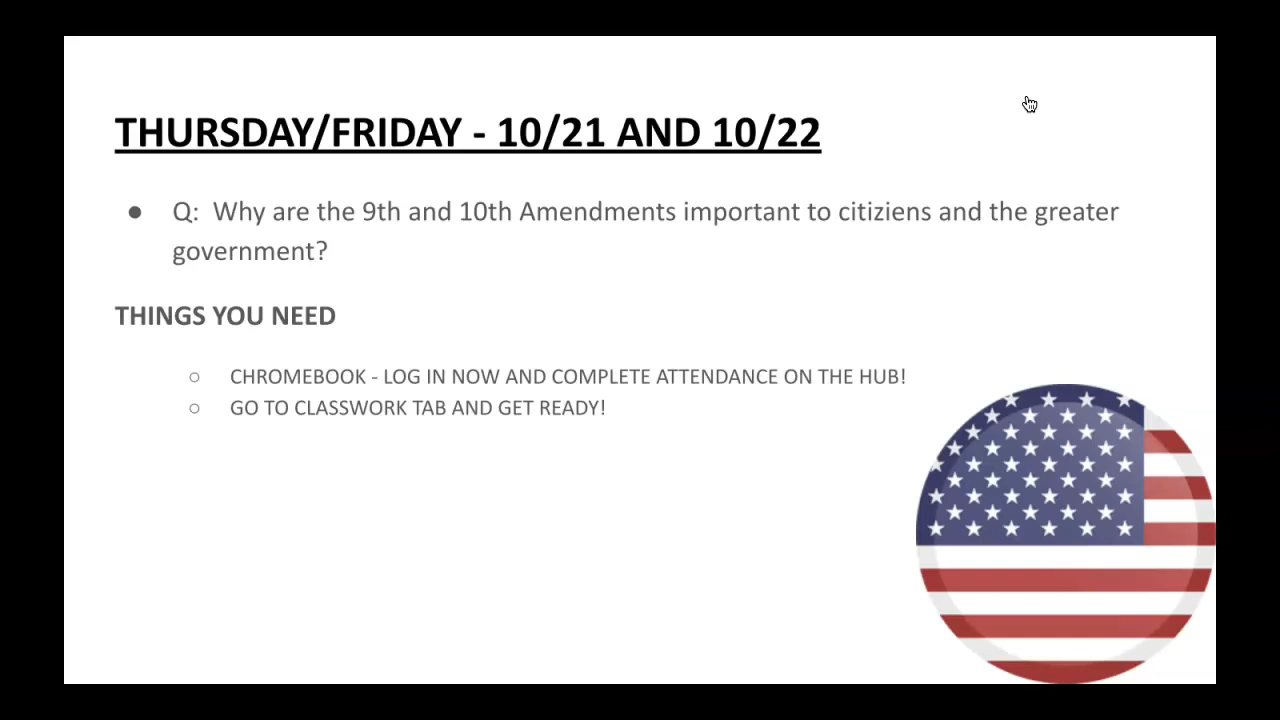 THURSDAY/FRIDAY - 10/21 AND 10/22
● Q:  Why are the 9th and 10th Amendments important to citiziens and the greater
government?
THINGS YOU NEED
○ CHROMEBOOK - LOG IN NOW AND COMPLETE ATTENDANCE ON THE HUB!
○ GO TO CLASSWORK TAB AND GET READY!